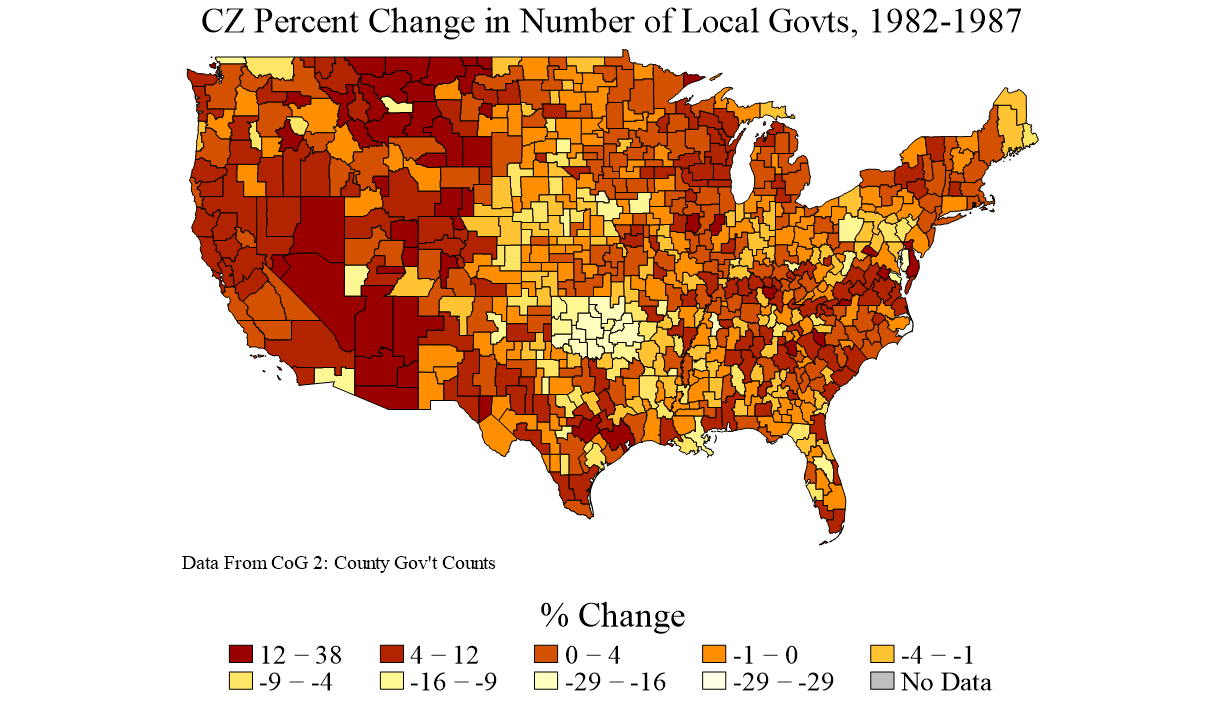 CZ Percent Change in Number of Local Govts, 1982-1987
Data From CoG 2: County Gov't Counts
% Change
12 − 38 4 − 12 0 − 4 -1 − 0 -4 − -1
-9 − -4 -16 − -9 -29 − -16 -29 − -29 No Data